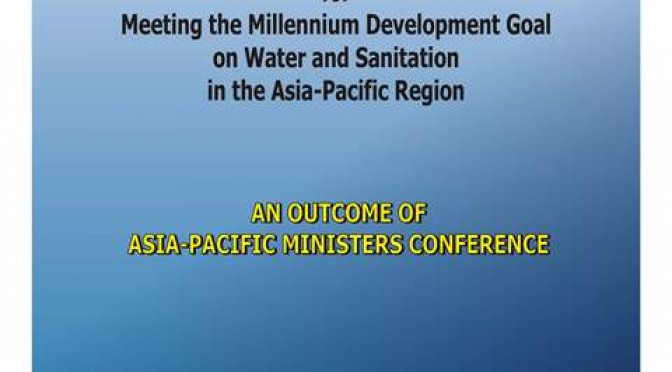 Meeting the Millennium Development Goal
on Water and Sanitation
in the Asia-Pacific Region
AN OUTCOME OF
ASIA-PACIFIC MINISTERS CONFERENCE